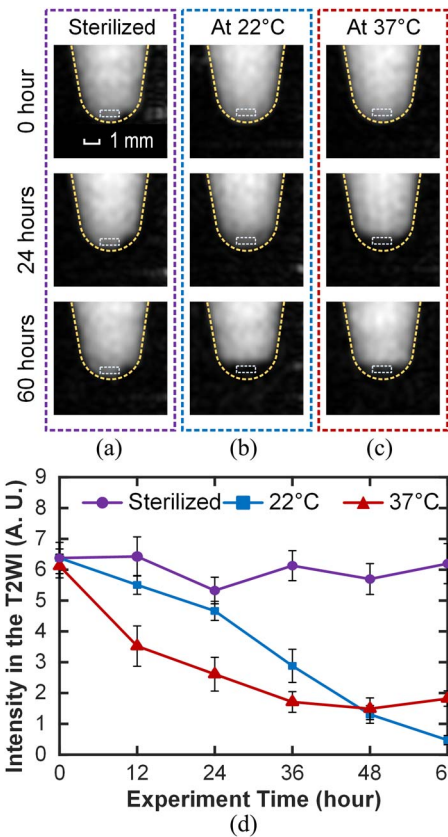 Sterilized At 22°C At 37°C
0 hour
1 mm
24 hours
60 hours
(a) (b) (c)
Intensity in the T2WI (A. U.)
9
8
7
6
5
4
3
2
1
0
Sterilized 22°C 37°C
0 12 24 36 48 6
Experiment Time (hour)
(d)